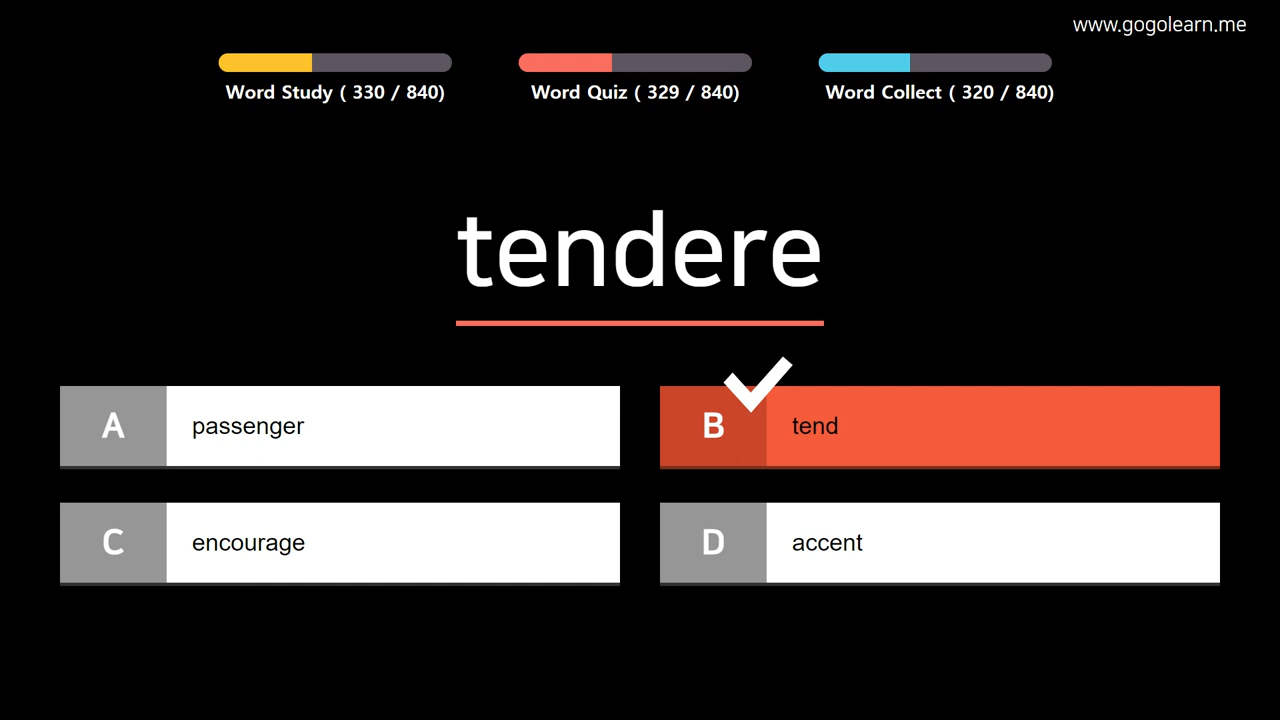 www.gogolearn.me
Word Study ( 330 / 840)
Word Quiz ( 329 / 840)
Word Collect ( 320 / 840)
tendere
A passenger
B tend
C encourage
D accent